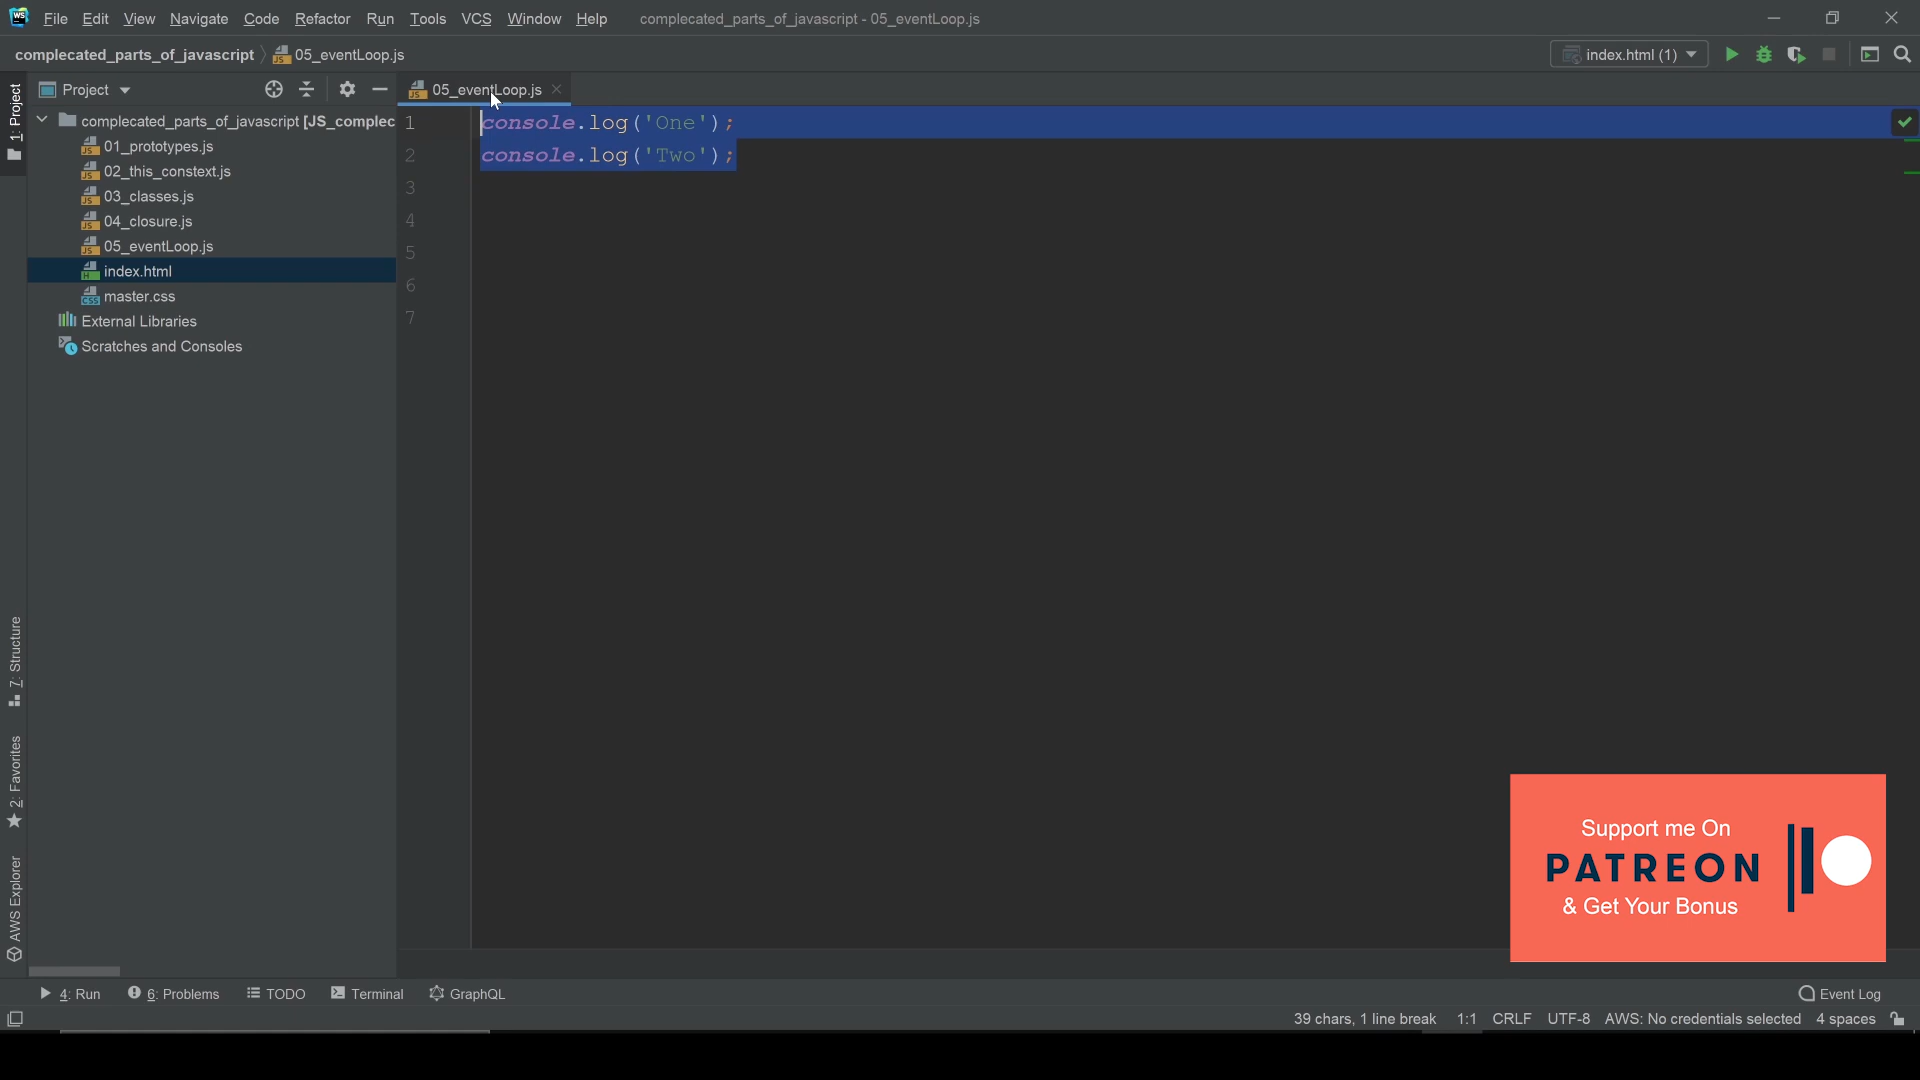 WS File Edit View Navigate Code Refactor Run Tools VCS Window Help complecated_parts_of_javascript - 05_eventLoop.js
complecated_parts_of_javascript 05_eventLoop.js index.html (1)
1: Project
Project
05_eventLoop.js
complecated_parts_of_javascript [JS_complec
01_prototypes.js
02_this_constext.js
03_classes.js
04_closure.js
05_eventLoop.js
index.html
master.css
External Libraries
Scratches and Consoles
1 console.log('One');
2 console.log('Two');
3
4
5
6
7
7: Structure
2: Favorites
AWS Explorer
Support me On
PATREON
& Get Your Bonus
4: Run 6: Problems TODO Terminal GraphQL Event Log
39 chars, 1 line break 1:1 CRLF UTF-8 AWS: No credentials selected 4 spaces